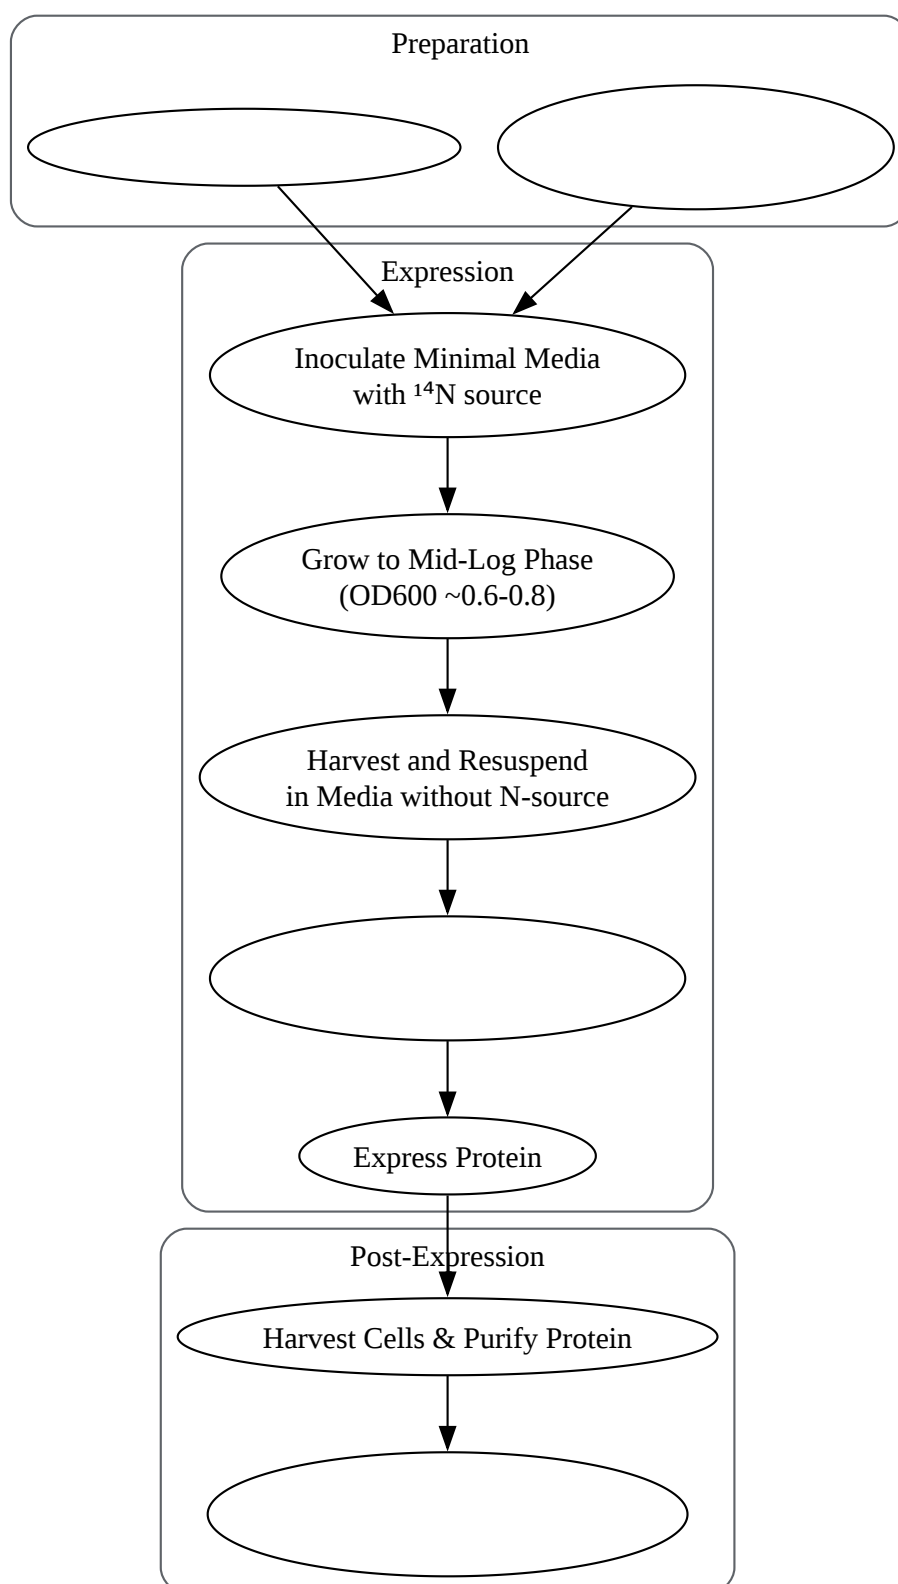 Preparation
Expression
Inoculate Minimal Media
with ¹⁴N source
Grow to Mid-Log Phase
(OD600 ~0.6-0.8)
Harvest and Resuspend
in Media without N-source
Express Protein
Post-Expression
Harvest Cells & Purify Protein